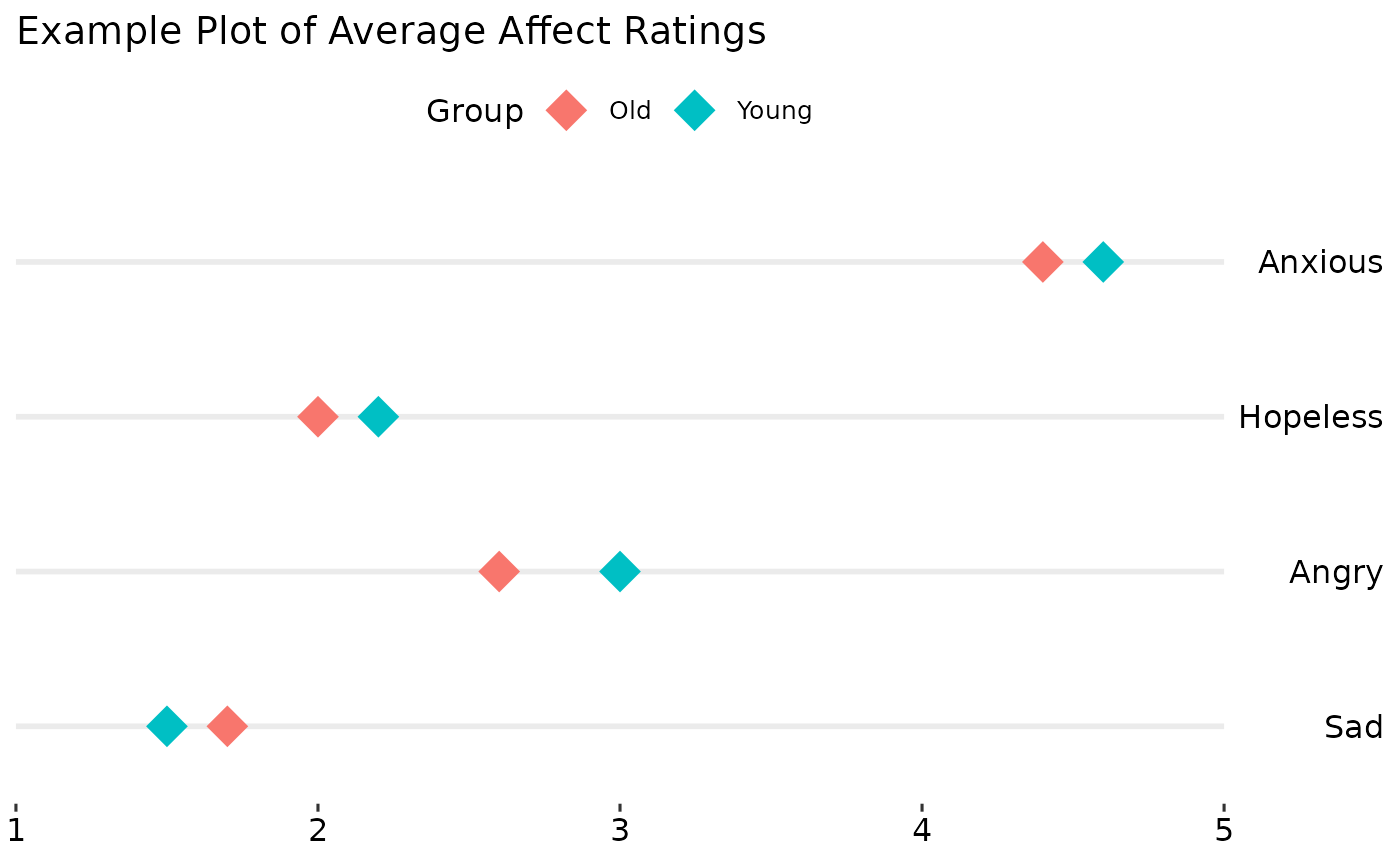 Example Plot of Average Affect Ratings
Group Old Young
Anxious
Hopeless
Angry
Sad
1 2 3 4 5